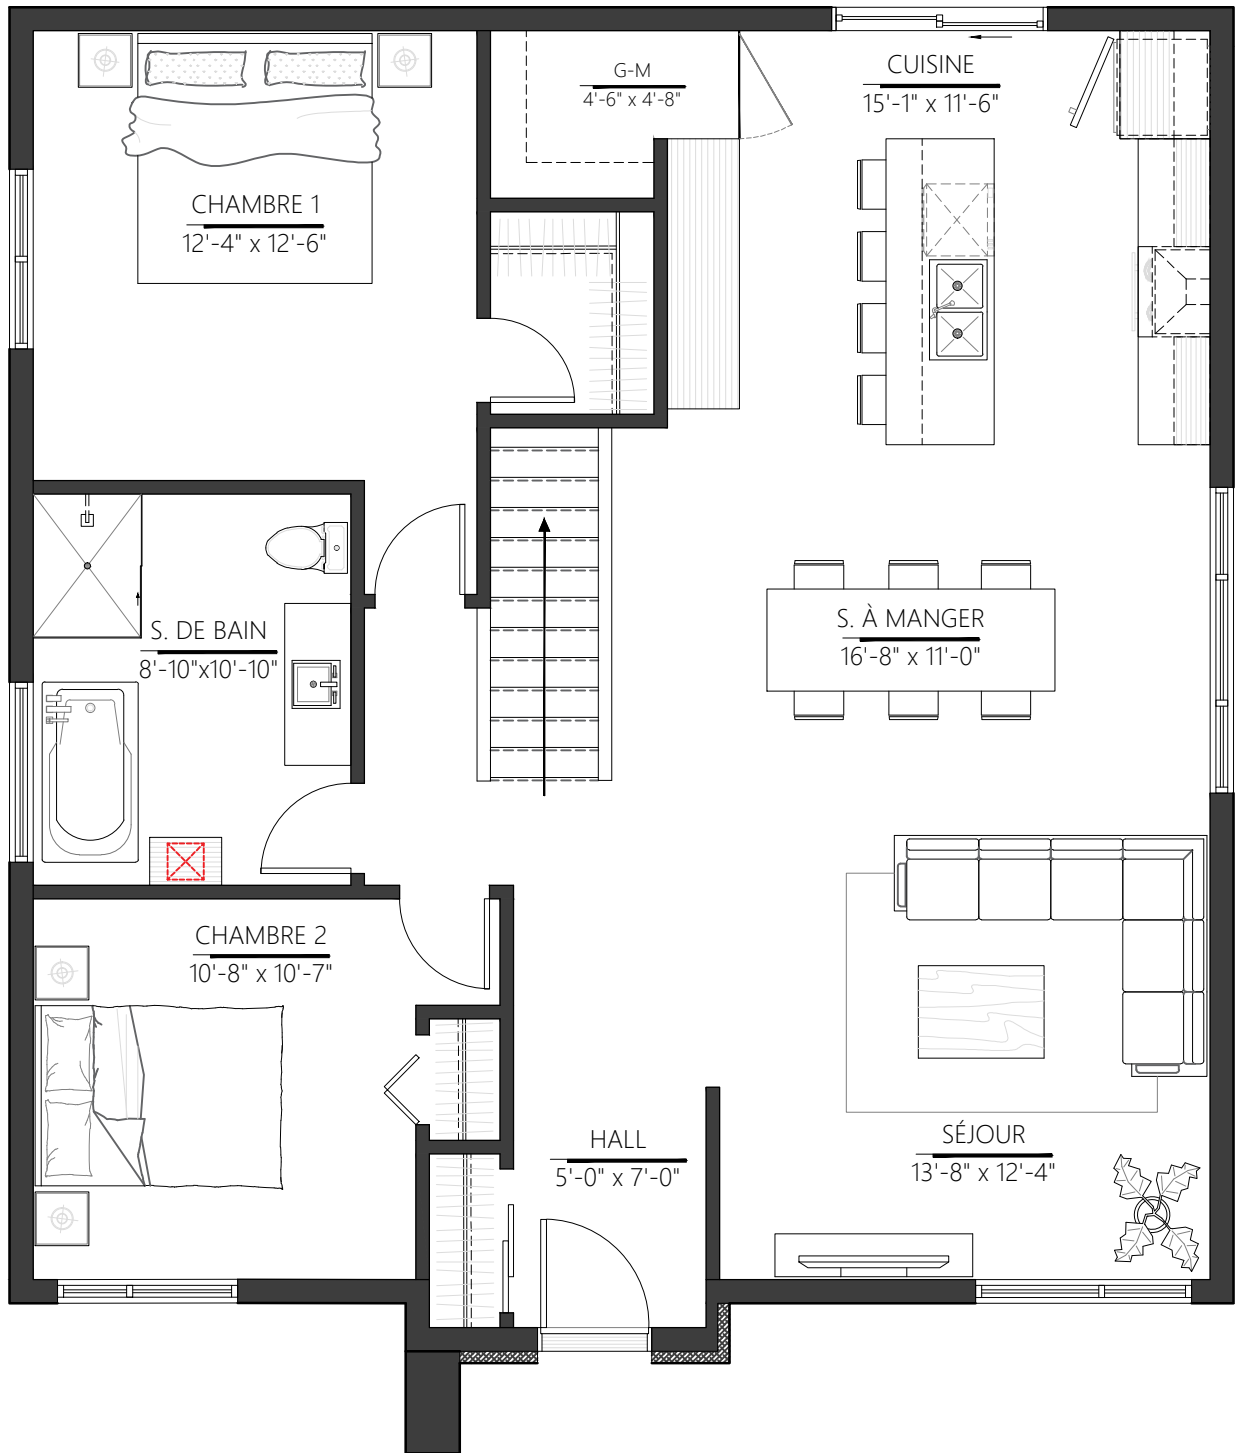 G-M
4'-6" x 4'-8"
CUISINE
15'-1" x 11'-6"
CHAMBRE 1
12'-4" x 12'-6"
S. DE BAIN
8'-10"x10'-10"
S. À MANGER
16'-8" x 11'-0"
CHAMBRE 2
10'-8" x 10'-7"
HALL
5'-0" x 7'-0"
SÉJOUR
13'-8" x 12'-4"